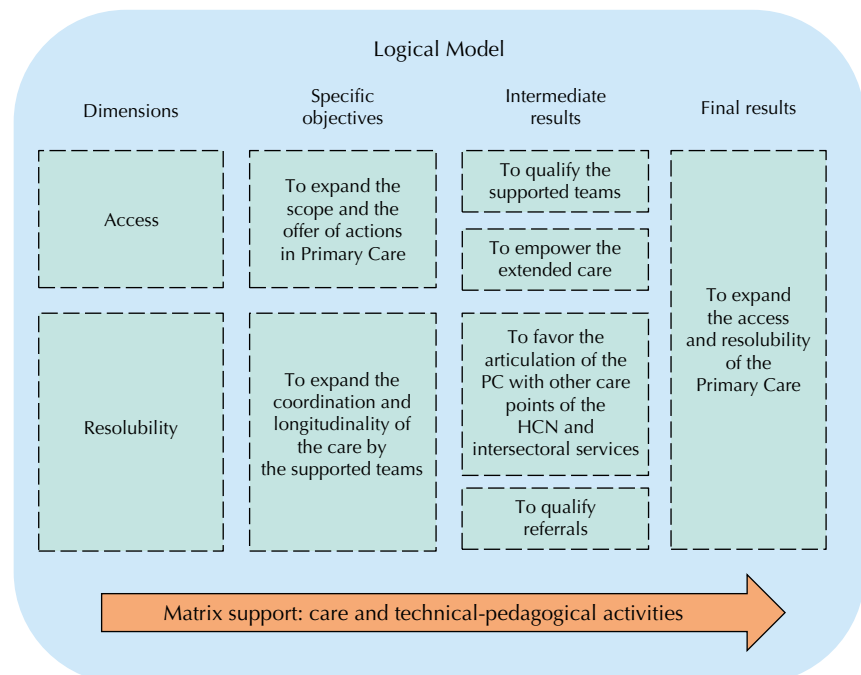 Logical Model
Dimensions
Specific
objectives
Intermediate
results
Final results
Access
To expand the
scope and the
offer of actions
in Primary Care
To qualify the
supported teams
To empower the
extended care
To expand
the access
and resolubility
of the
Primary Care
Resolubility
To expand the
coordination and
longitudinality of
the care by
the supported teams
To favor the
articulation of the
PC with other care
points of the
HCN and
intersectoral services
To qualify
referrals
Matrix support: care and technical-pedagogical activities